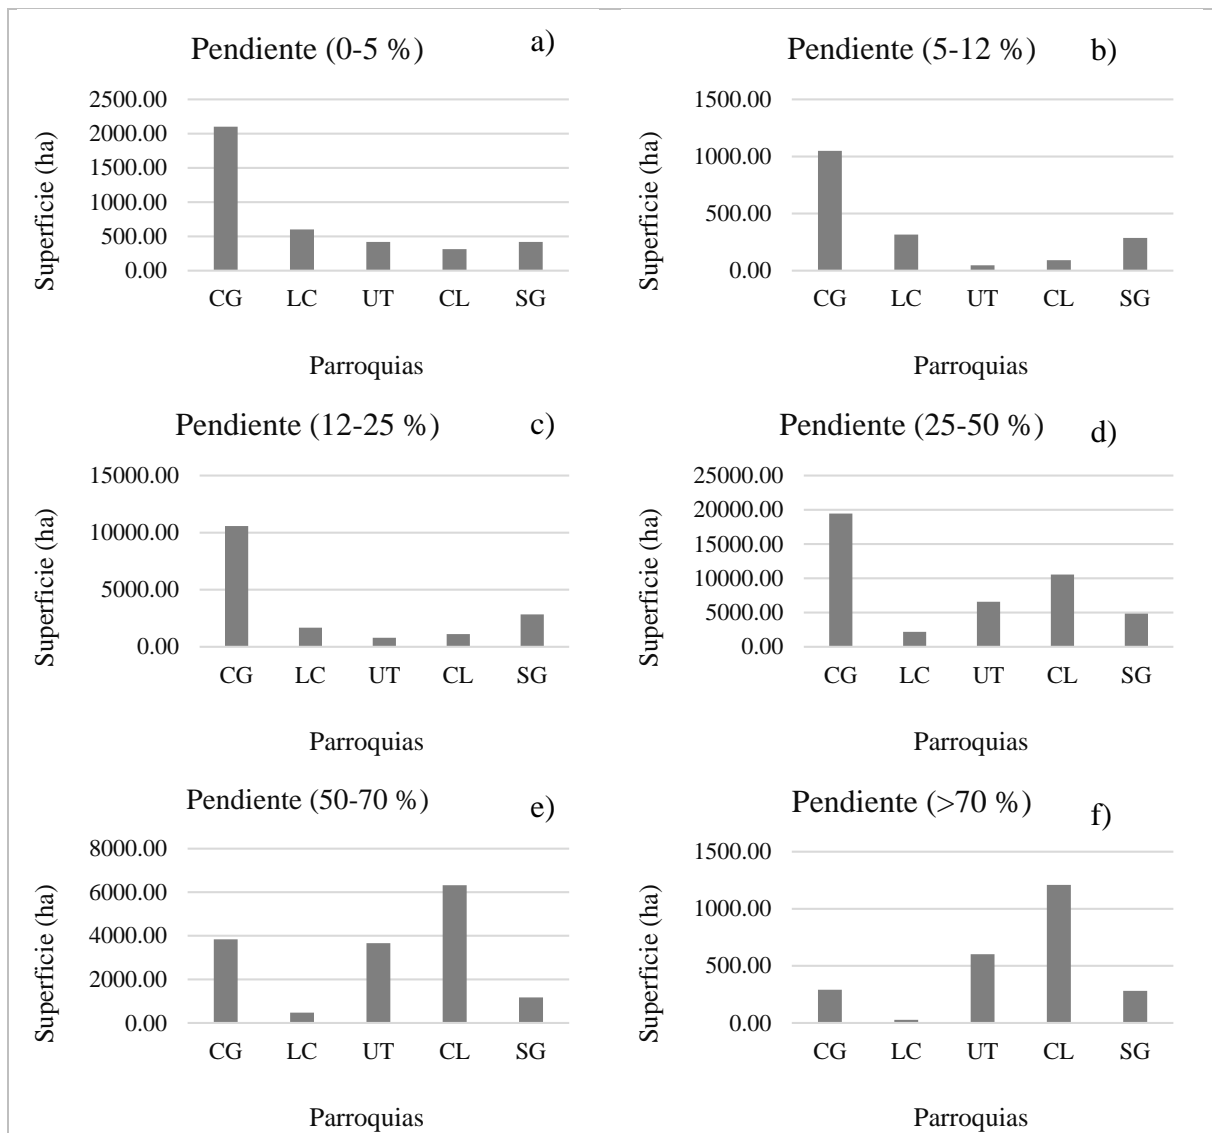 Pendiente (0-5 %)
a)
Superficie (ha)
2500.00
2000.00
1500.00
1000.00
500.00
0.00
CG LC UT CL SG
Parroquias
Pendiente (5-12 %)
b)
Superficie (ha)
1500.00
1000.00
500.00
0.00
CG LC UT CL SG
Parroquias
Pendiente (12-25 %)
c)
Superficie (ha)
15000.00
10000.00
5000.00
0.00
CG LC UT CL SG
Parroquias
Pendiente (25-50 %)
d)
Superficie (ha)
25000.00
20000.00
15000.00
10000.00
5000.00
0.00
CG LC UT CL SG
Parroquias
Pendiente (50-70 %)
e)
Superficie (ha)
8000.00
6000.00
4000.00
2000.00
0.00
CG LC UT CL SG
Parroquias
Pendiente (>70 %)
f)
Superficie (ha)
1500.00
1000.00
500.00
0.00
CG LC UT CL SG
Parroquias